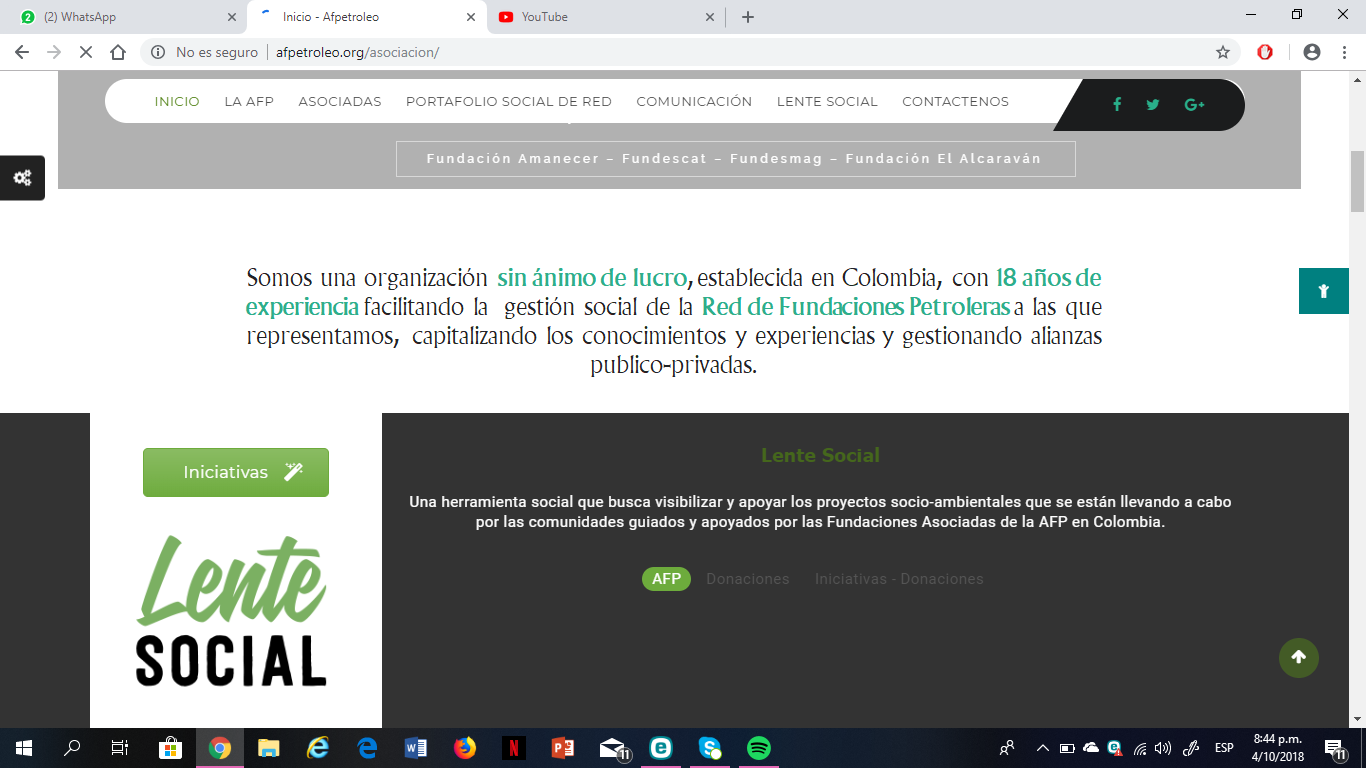 (2) WhatsApp
Inicio - Afpetroleo
YouTube
No es seguro
afpetroleo.org/asociacion/
INICIO
LA AFP
ASOCIADAS
PORTAFOLIO SOCIAL DE RED
COMUNICACIÓN
LENTE SOCIAL
CONTACTENOS
Fundación Amanecer – Fundescat – Fundesmag – Fundación El Alcaraván
Somos una organización sin ánimo de lucro, establecida en Colombia, con 18 años de
experiencia facilitando la gestión social de la Red de Fundaciones Petroleras a las que
representamos, capitalizando los conocimientos y experiencias y gestionando alianzas
publico-privadas.
Iniciativas
Lente
SOCIAL
Lente Social
Una herramienta social que busca visibilizar y apoyar los proyectos socio-ambientales que se están llevando a cabo
por las comunidades guiados y apoyados por las Fundaciones Asociadas de la AFP en Colombia.
AFP
Donaciones
Iniciativas - Donaciones
11
ESP
8:44 p.m.
4/10/2018
11